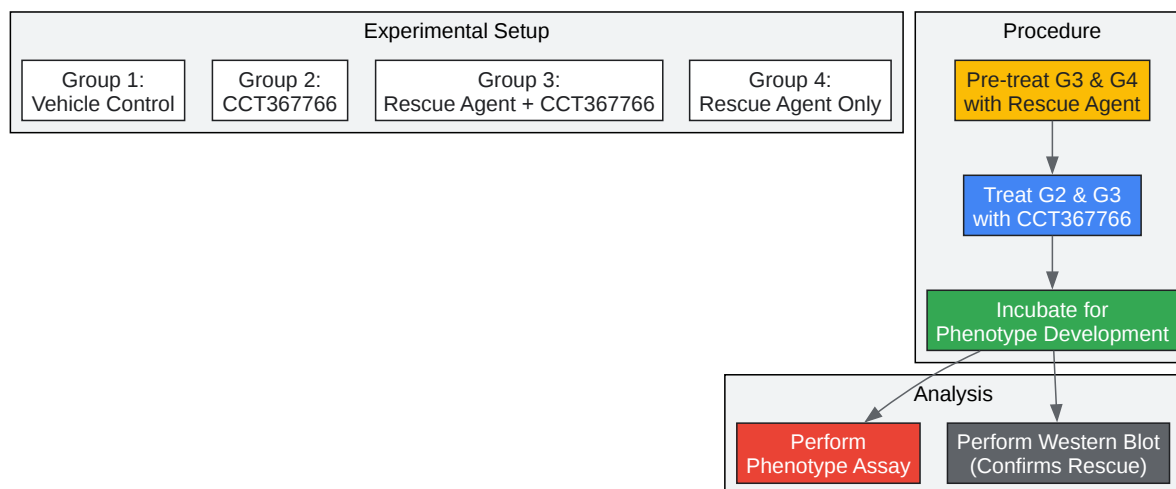 Experimental Setup
Group 1:
Vehicle Control
Group 2:
CCT367766
Group 3:
Rescue Agent + CCT367766
Group 4:
Rescue Agent Only
Procedure
Pre-treat G3 & G4
with Rescue Agent
Treat G2 & G3
with CCT367766
Incubate for
Phenotype Development
Analysis
Perform
Phenotype Assay
Perform Western Blot
(Confirms Rescue)